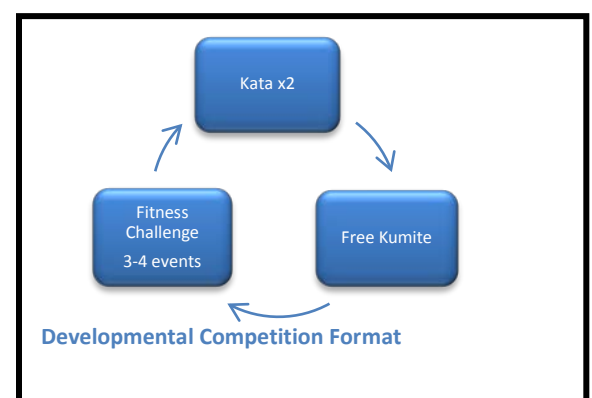 Kata x2
Fitness
Challenge
3-4 events
Free Kumite
Developmental Competition Format